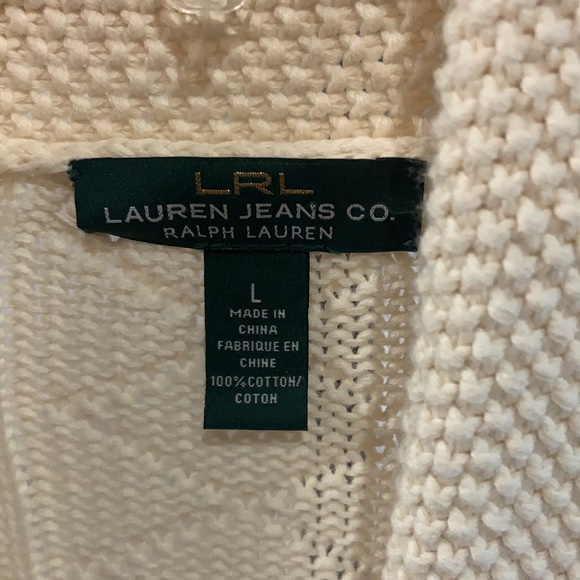 LRL
LAUREN JEANS CO.
RALPH LAUREN
L
MADE IN
CHINA
FABRIQUE EN
CHINE
100%COTTON/
COTON